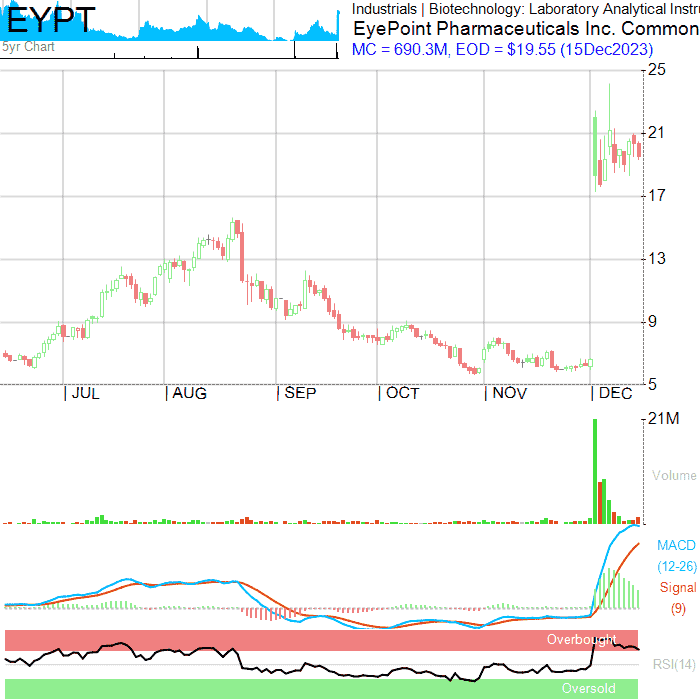 EYPT
5yr Chart
Industrials | Biotechnology: Laboratory Analytical Instru
EyePoint Pharmaceuticals Inc. Common
MC = 690.3M, EOD = $19.55 (15Dec2023)
25
21
17
13
9
5
| JUL | AUG | SEP | OCT | NOV | DEC
21M
Volume
MACD
(12-26)
Signal
(9)
Overbought
RSI(14)
Oversold